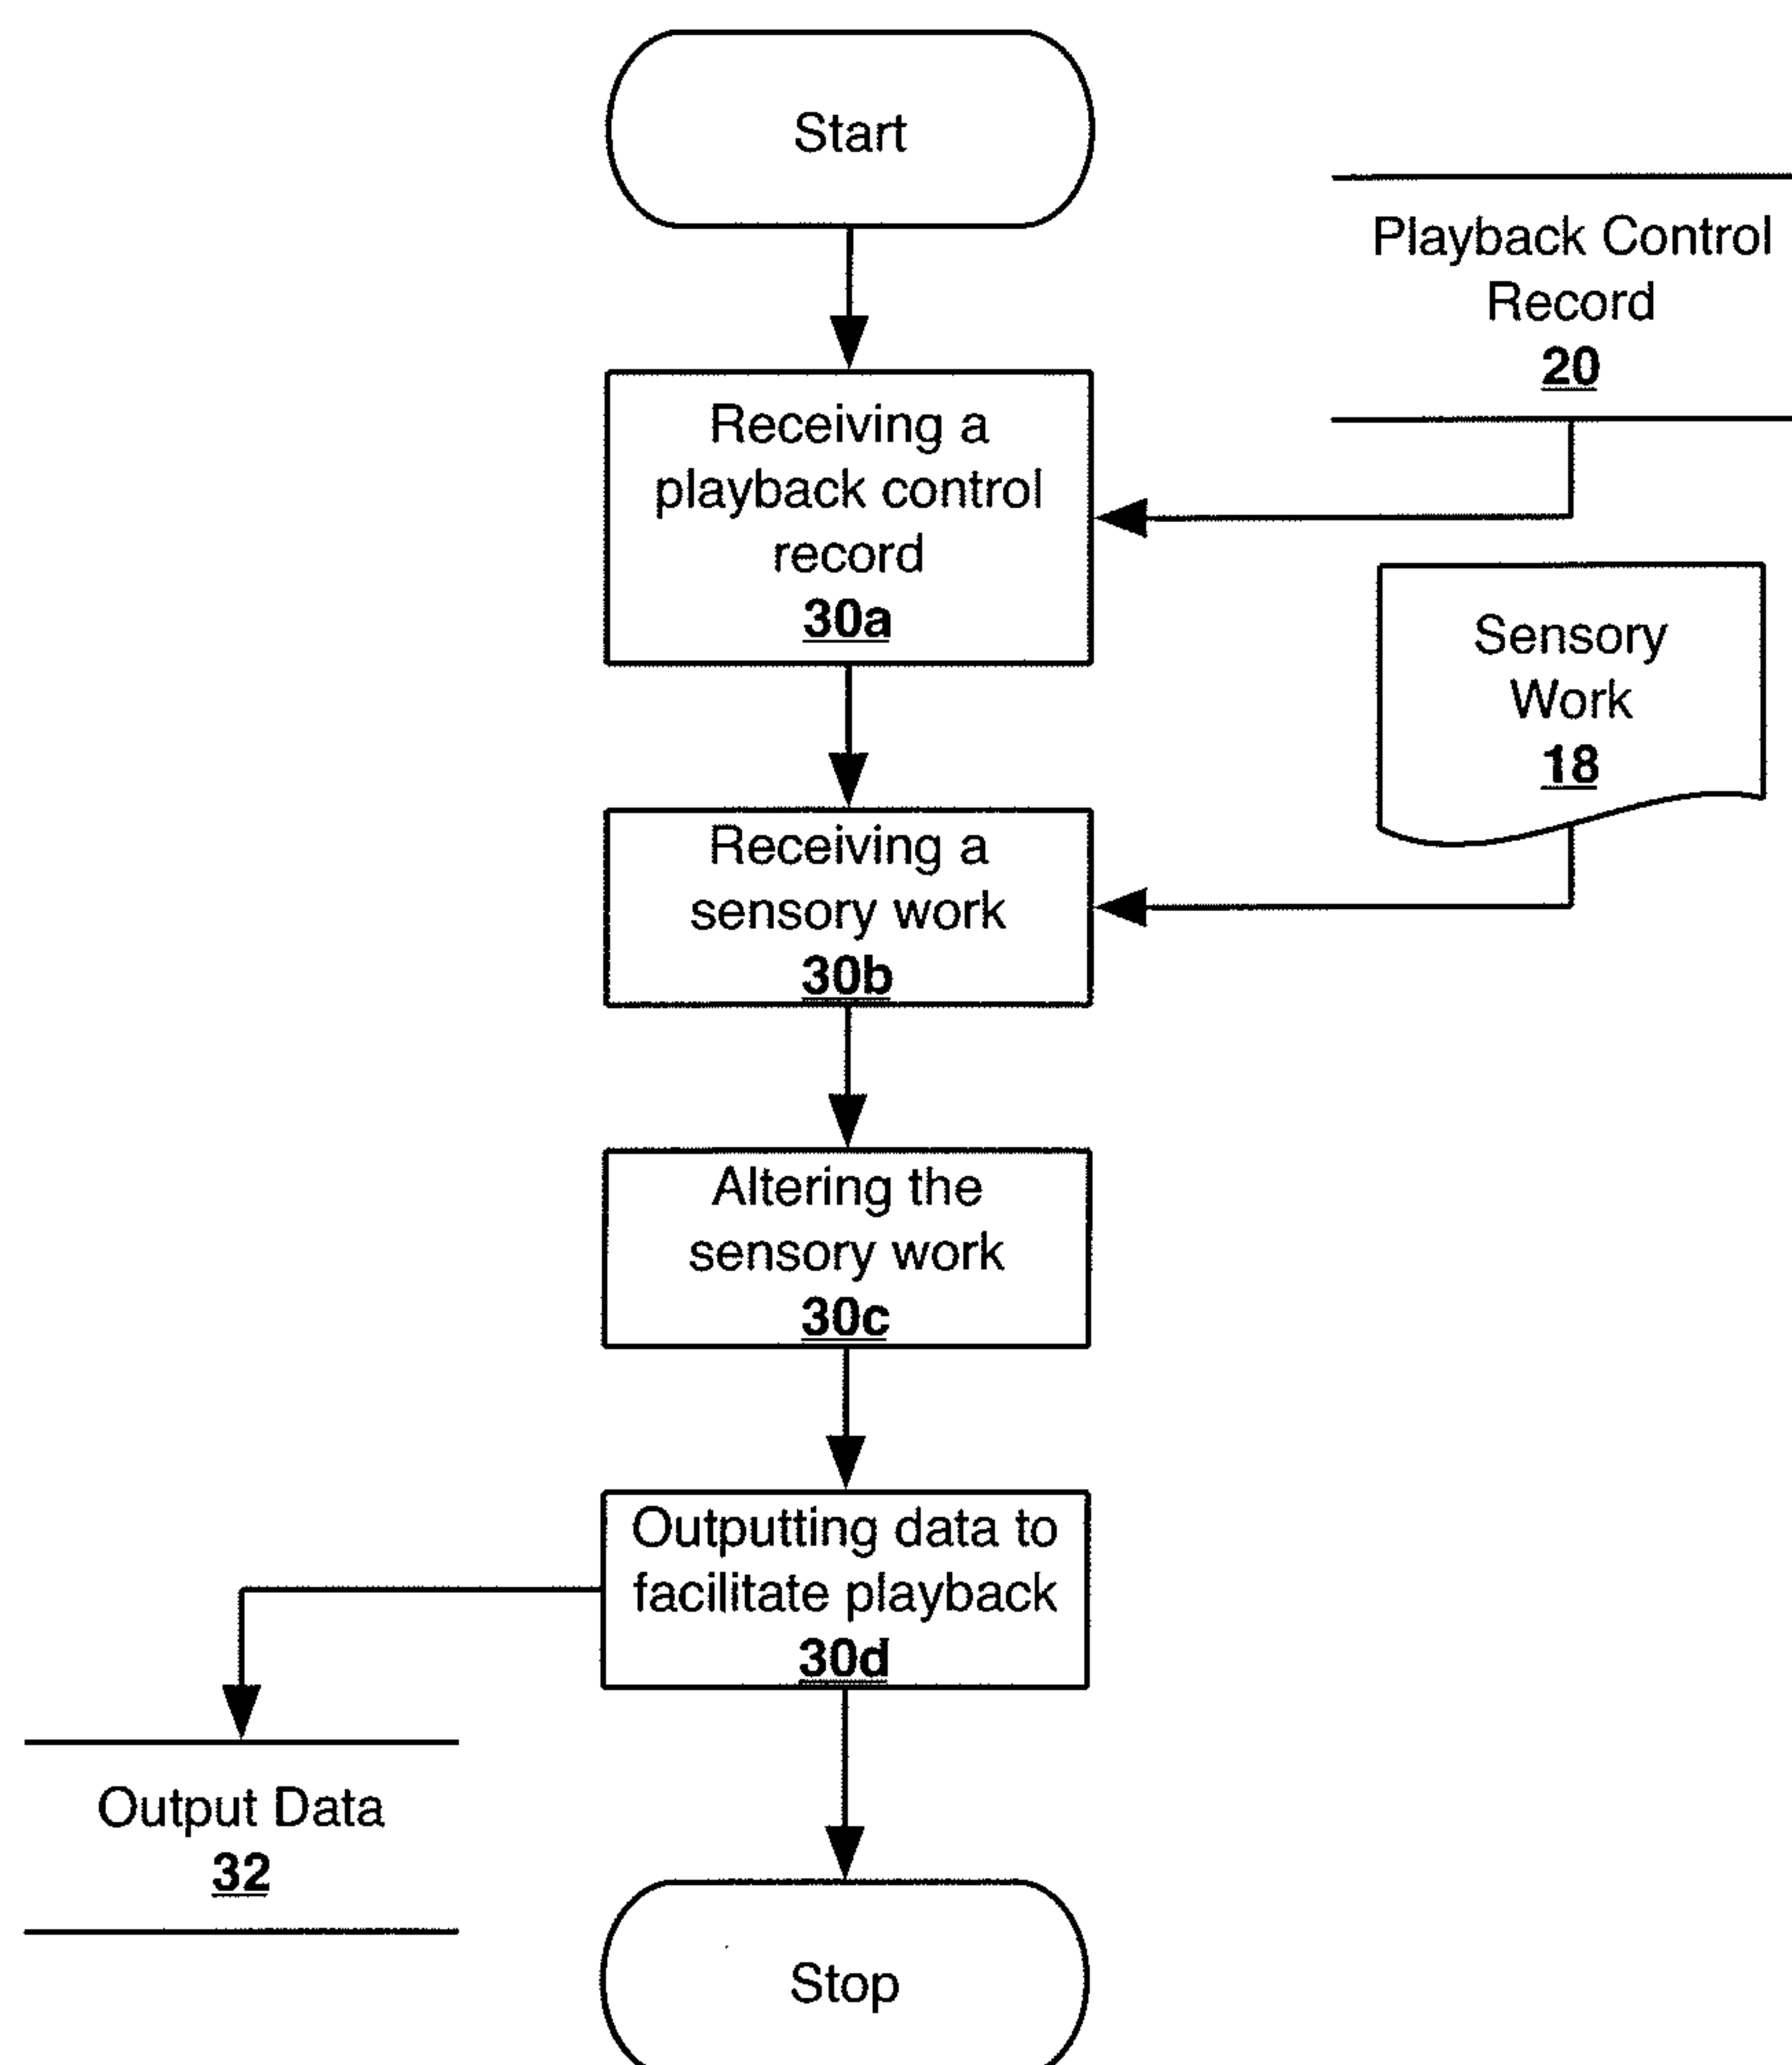 Start
Playback Control
Record
20
Receiving a
playback control
record
30a
Sensory
Work
18
Receiving a
sensory work
30b
Altering the
sensory work
30c
Outputting data to
facilitate playback
30d
Output Data
32
Stop